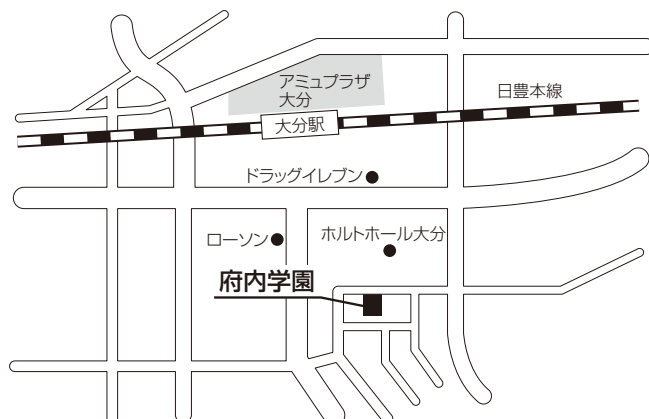 アミュプラザ
大分
日豊本線
大分駅
ドラッグイレブン
ローソン
ホルトホール大分
府内学園